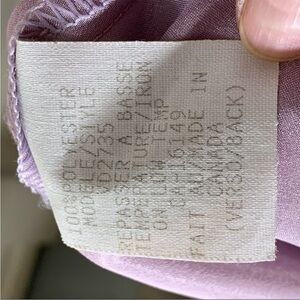 100%POLYESTER
MODELE/STYLE
VD2735
REPASSER A BASSE
TEMPERATURE/IRON
ON LOW TEMP
CA-16149
FAIT AU/MADE IN
CANADA
(VERSO/BACK)